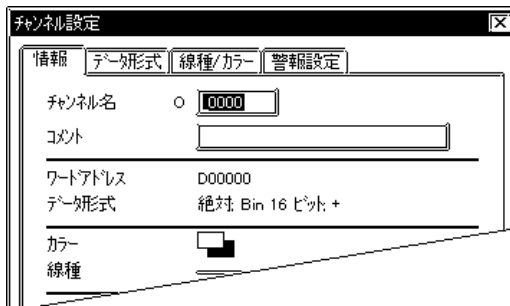 チャンネル設定
情報 データ形式 線種/カラー 警報設定
チャンネル名 ○ 0000
コメント
ワードアドレス D00000
データ形式 絶対, Bin 16 ビット, +
カラー
線種